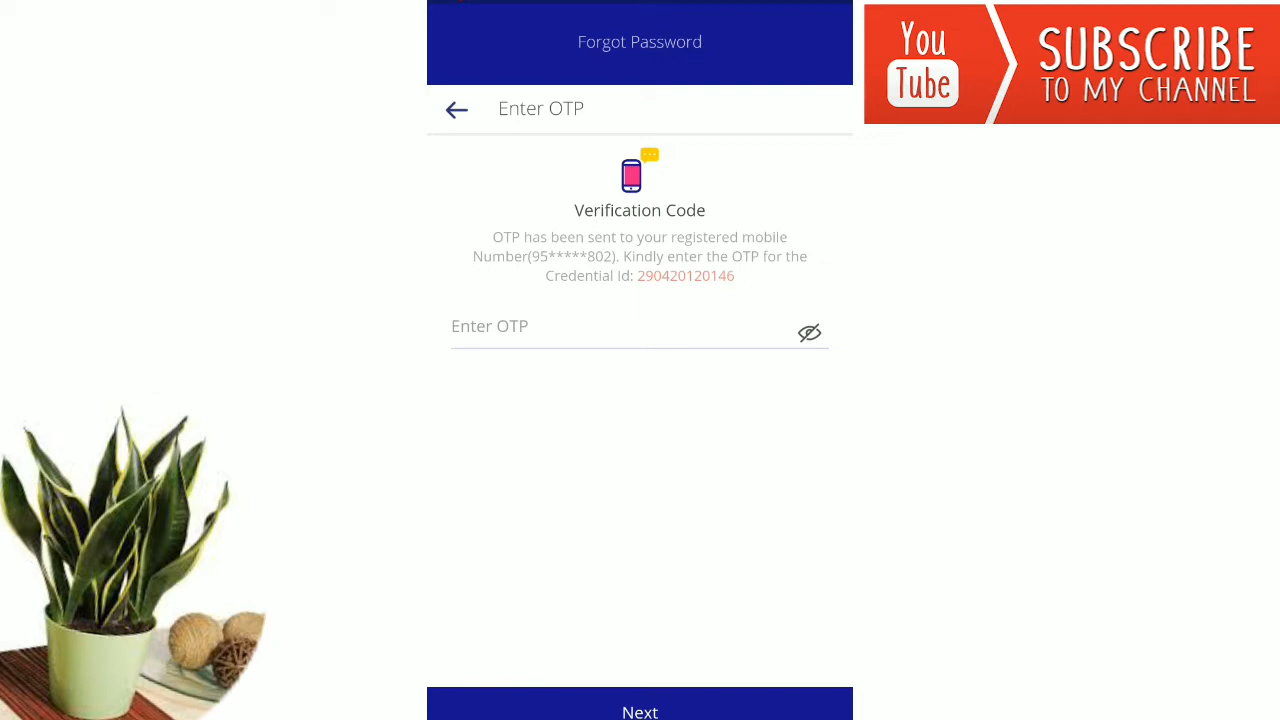 Forgot Password
Enter OTP
Verification Code
OTP has been sent to your registered mobile
Number(95*****802). Kindly enter the OTP for the
Credential Id: 290420120146
Enter OTP
Next
You
Tube
SUBSCRIBE
TO MY CHANNEL